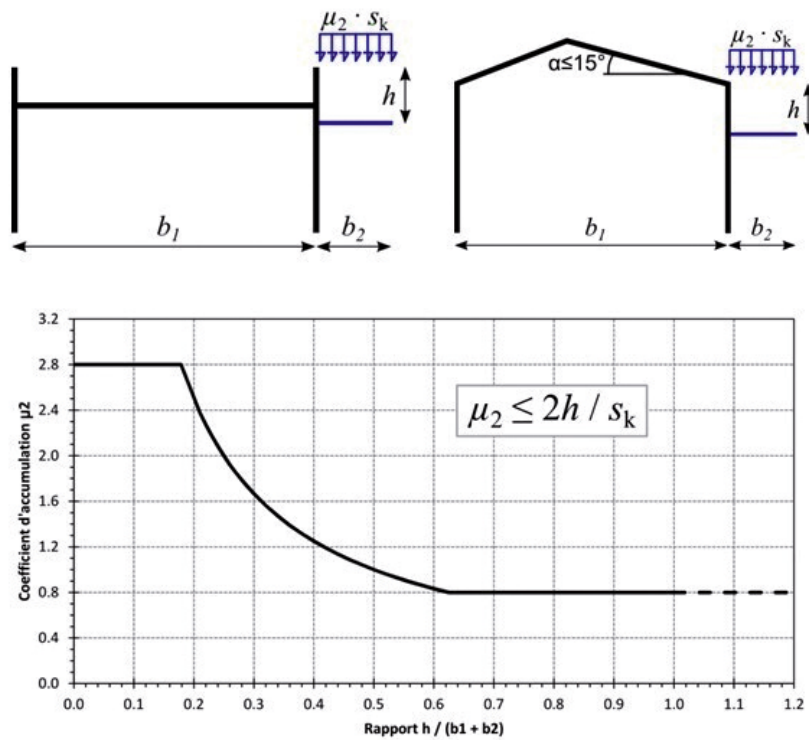 μ₂ · sₖ
h
b₁
b₂
α≤15°
μ₂ · sₖ
h
b₁
b₂
3.2
2.8
2.4
2.0
1.6
1.2
0.8
0.4
0.0
Coefficient d'accumulation μ2
μ₂ ≤ 2h / sₖ
0.0 0.1 0.2 0.3 0.4 0.5 0.6 0.7 0.8 0.9 1.0 1.1 1.2
Rapport h / (b1 + b2)